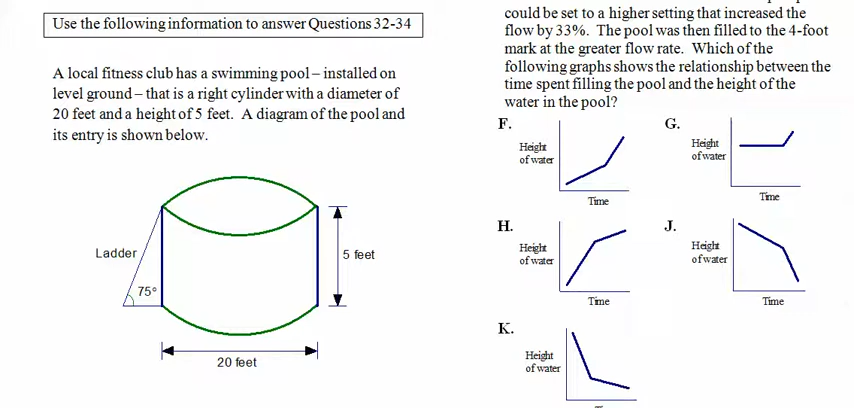 Use the following information to answer Questions 32-34
A local fitness club has a swimming pool – installed on
level ground – that is a right cylinder with a diameter of
20 feet and a height of 5 feet. A diagram of the pool and
its entry is shown below.
Ladder
75°
5 feet
20 feet
could be set to a higher setting that increased the
flow by 33%. The pool was then filled to the 4-foot
mark at the greater flow rate. Which of the
following graphs shows the relationship between the
time spent filling the pool and the height of the
water in the pool?
F.
Height
of water
Time
G.
Height
of water
Time
H.
Height
of water
Time
J.
Height
of water
Time
K.
Height
of water